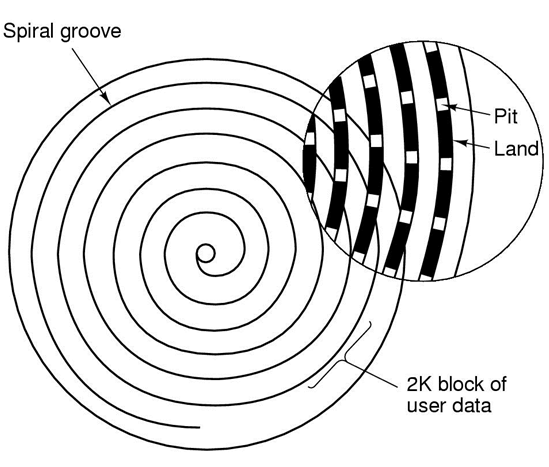 Spiral groove
Pit
Land
2K block of
user data